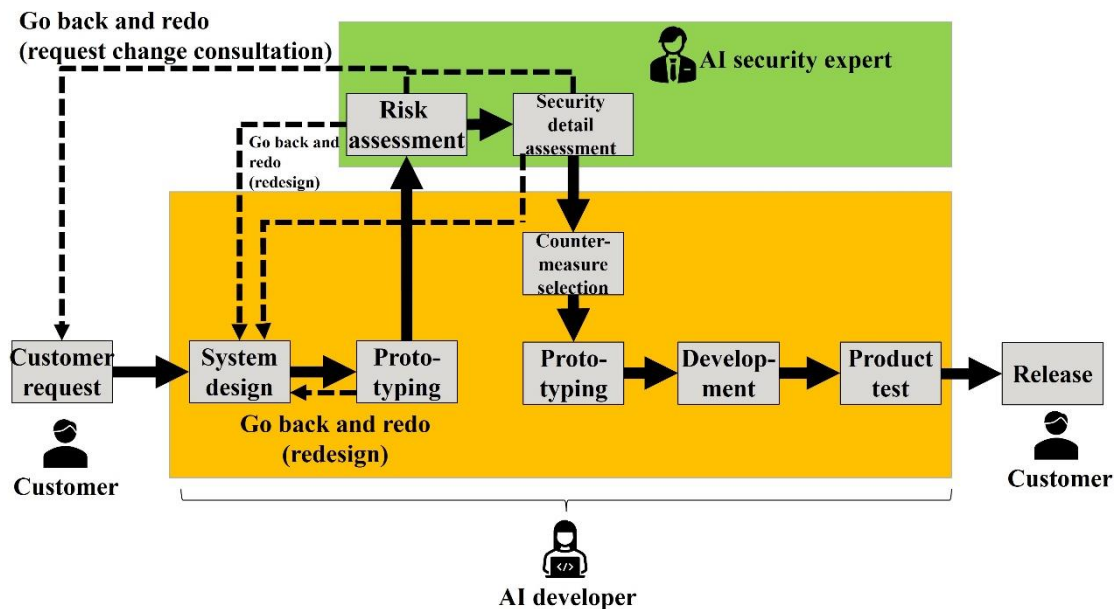 Go back and redo
(request change consultation)
AI security expert
Risk
assessment
Security
detail
assessment
Go back and
redo
(redesign)
Counter-
measure
selection
Customer
request
System
design
Proto-
typing
Proto-
typing
Develop-
ment
Product
test
Release
Go back and redo
(redesign)
Customer
Customer
</>
AI developer